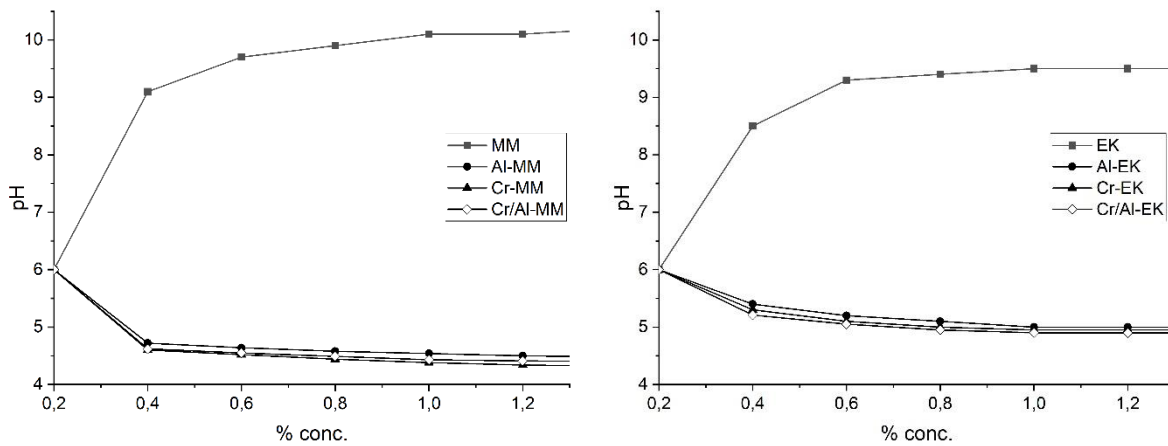 10
9
8
7
6
5
4
pH
0,2
0,4
0,6
0,8
1,0
1,2
% conc.
MM
Al-MM
Cr-MM
Cr/Al-MM
10
9
8
7
6
5
4
pH
0,2
0,4
0,6
0,8
1,0
1,2
% conc.
EK
Al-EK
Cr-EK
Cr/Al-EK